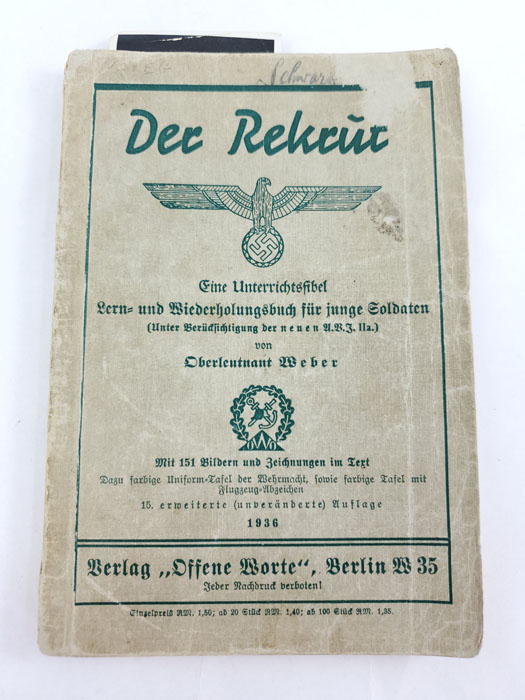 Schwarz
Der Rekrut
Eine Unterrichtsfibel
Lern- und Wiederholungsbuch für junge Soldaten
(Unter Berücksichtigung der neuen A.V.I. IIa.)
von
Oberleutnant Weber
OW
Mit 151 Bildern und Zeichnungen im Text
Dazu farbige Uniform-Tafel der Wehrmacht, sowie farbige Tafel mit
Flugzeug-Abzeichen
15. erweiterte (unveränderte) Auflage
1936
Verlag „Offene Worte“, Berlin W 35
Jeder Nachdruck verboten!
Einzelpreis RM. 1,50; ab 20 Stück RM. 1,40; ab 100 Stück RM. 1,35.